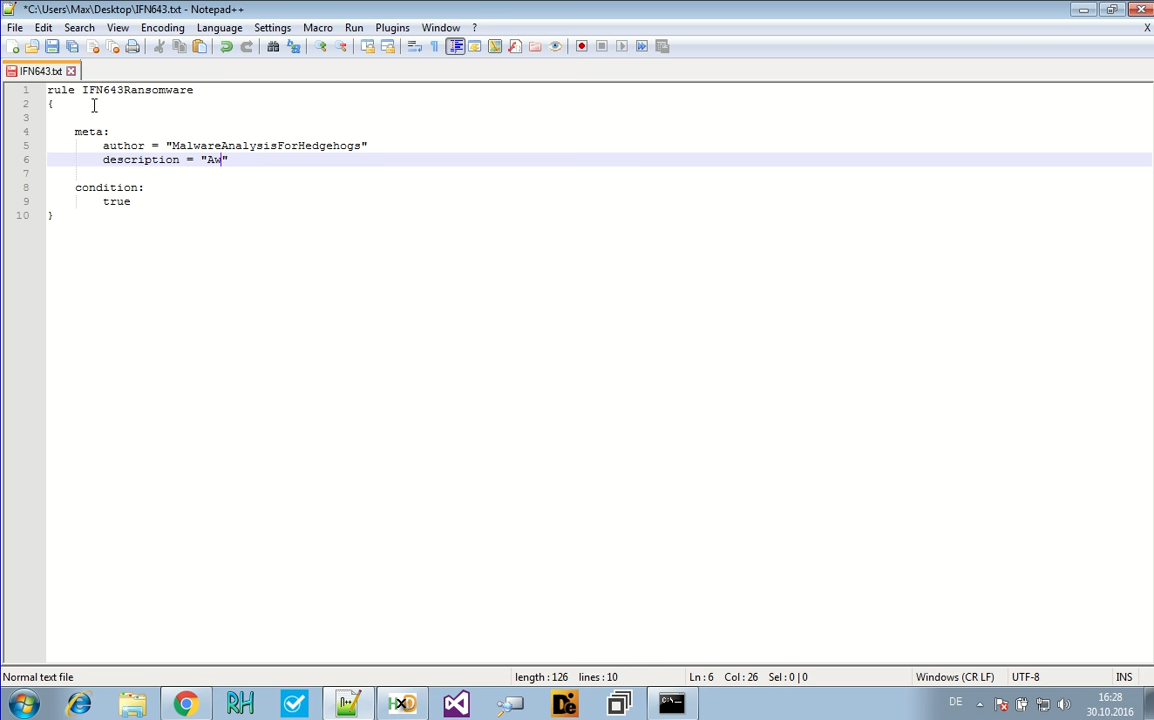 *C:\Users\Max\Desktop\IFN643.txt - Notepad++
File Edit Search View Encoding Language Settings Macro Run Plugins Window ? X
IFN643.txt
1 rule IFN643Ransomware
2 {
3
4 meta:
5 author = "MalwareAnalysisForHedgehogs"
6 description = "Aw"
7
8 condition:
9 true
10 }
Normal text file length : 126 lines : 10 Ln : 6 Col : 26 Sel : 0 | 0 Windows (CR LF) UTF-8 INS
DE 16:28
30.10.2016